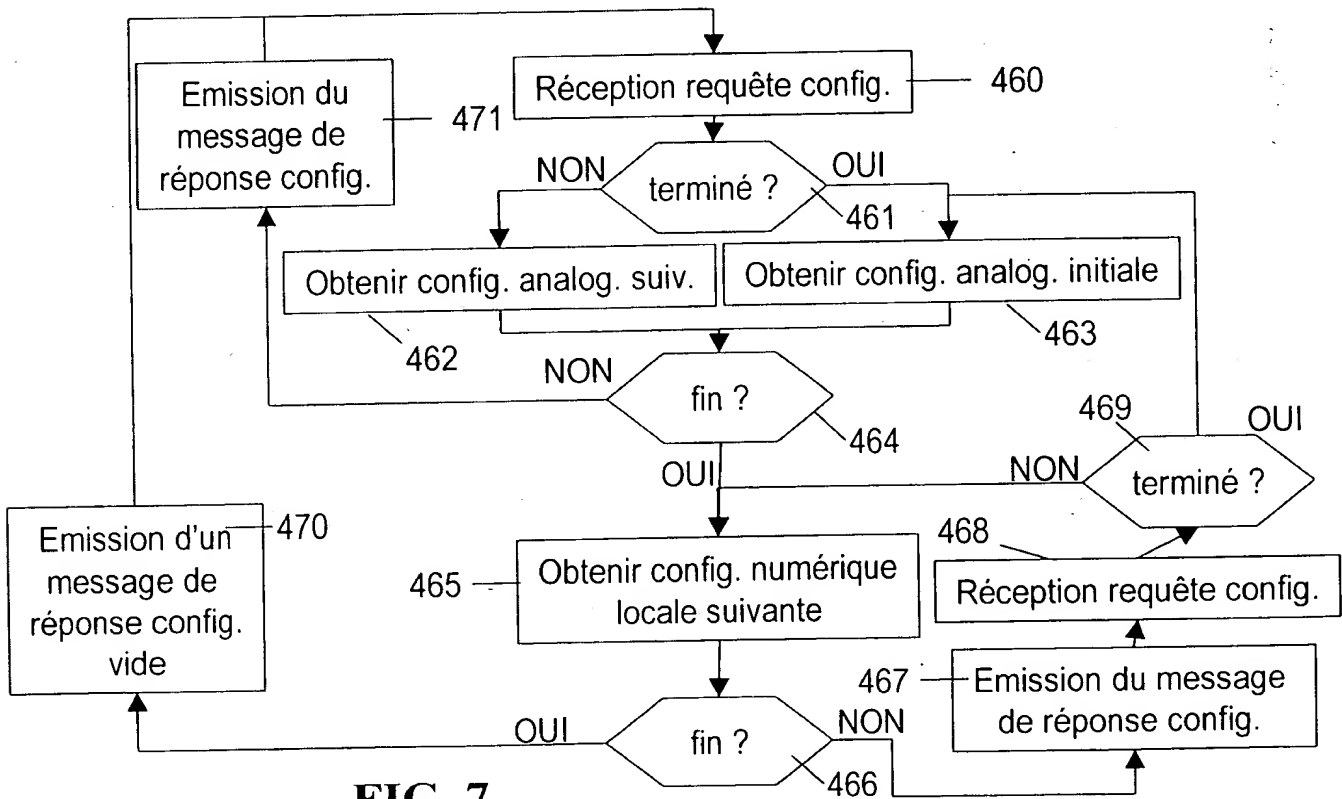 Emission du
message de
réponse config.
471
Réception requête config.
460
NON
terminé ?
OUI
461
Obtenir config. analog. suiv.
Obtenir config. analog. initiale
462
463
NON
fin ?
464
469
OUI
OUI
NON
terminé ?
Emission d'un
message de
réponse config.
vide
470
465
Obtenir config. numérique
locale suivante
468
Réception requête config.
467
Emission du message
de réponse config.
OUI
fin ?
NON
466
FIG. 7